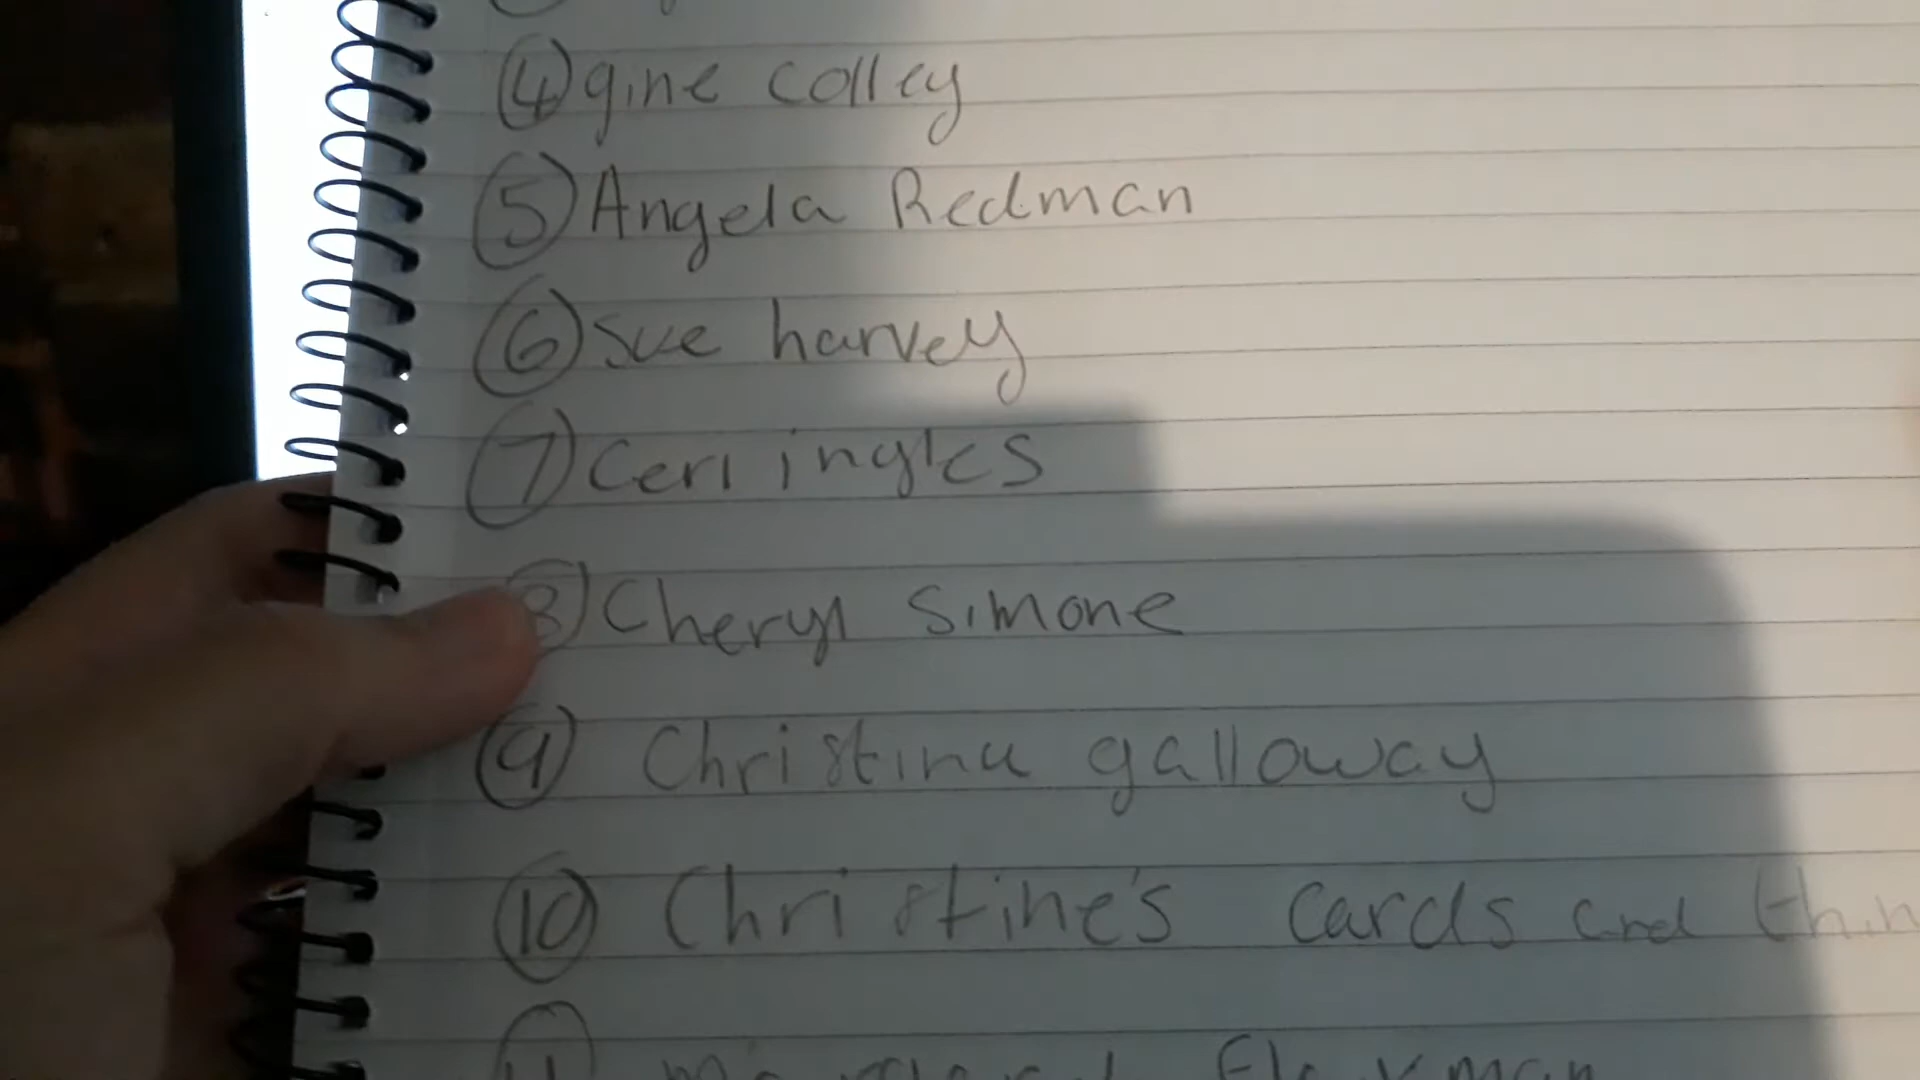 4 gine colley
5 Angela Redman
6 Sue harvey
7 Ceri ingles
8 Cheryl Simone
9 Christina galloway
10 Christine's cards and
11